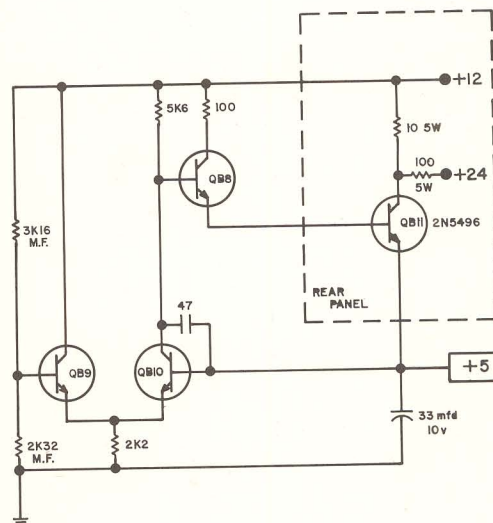 +12
5K6
100
10 5W
100
5W
+24
QB8
QB11
2N5496
3K16
M.F.
REAR
PANEL
47
QB9
QB10
+5
33 mfd
10v
2K32
M.F.
2K2